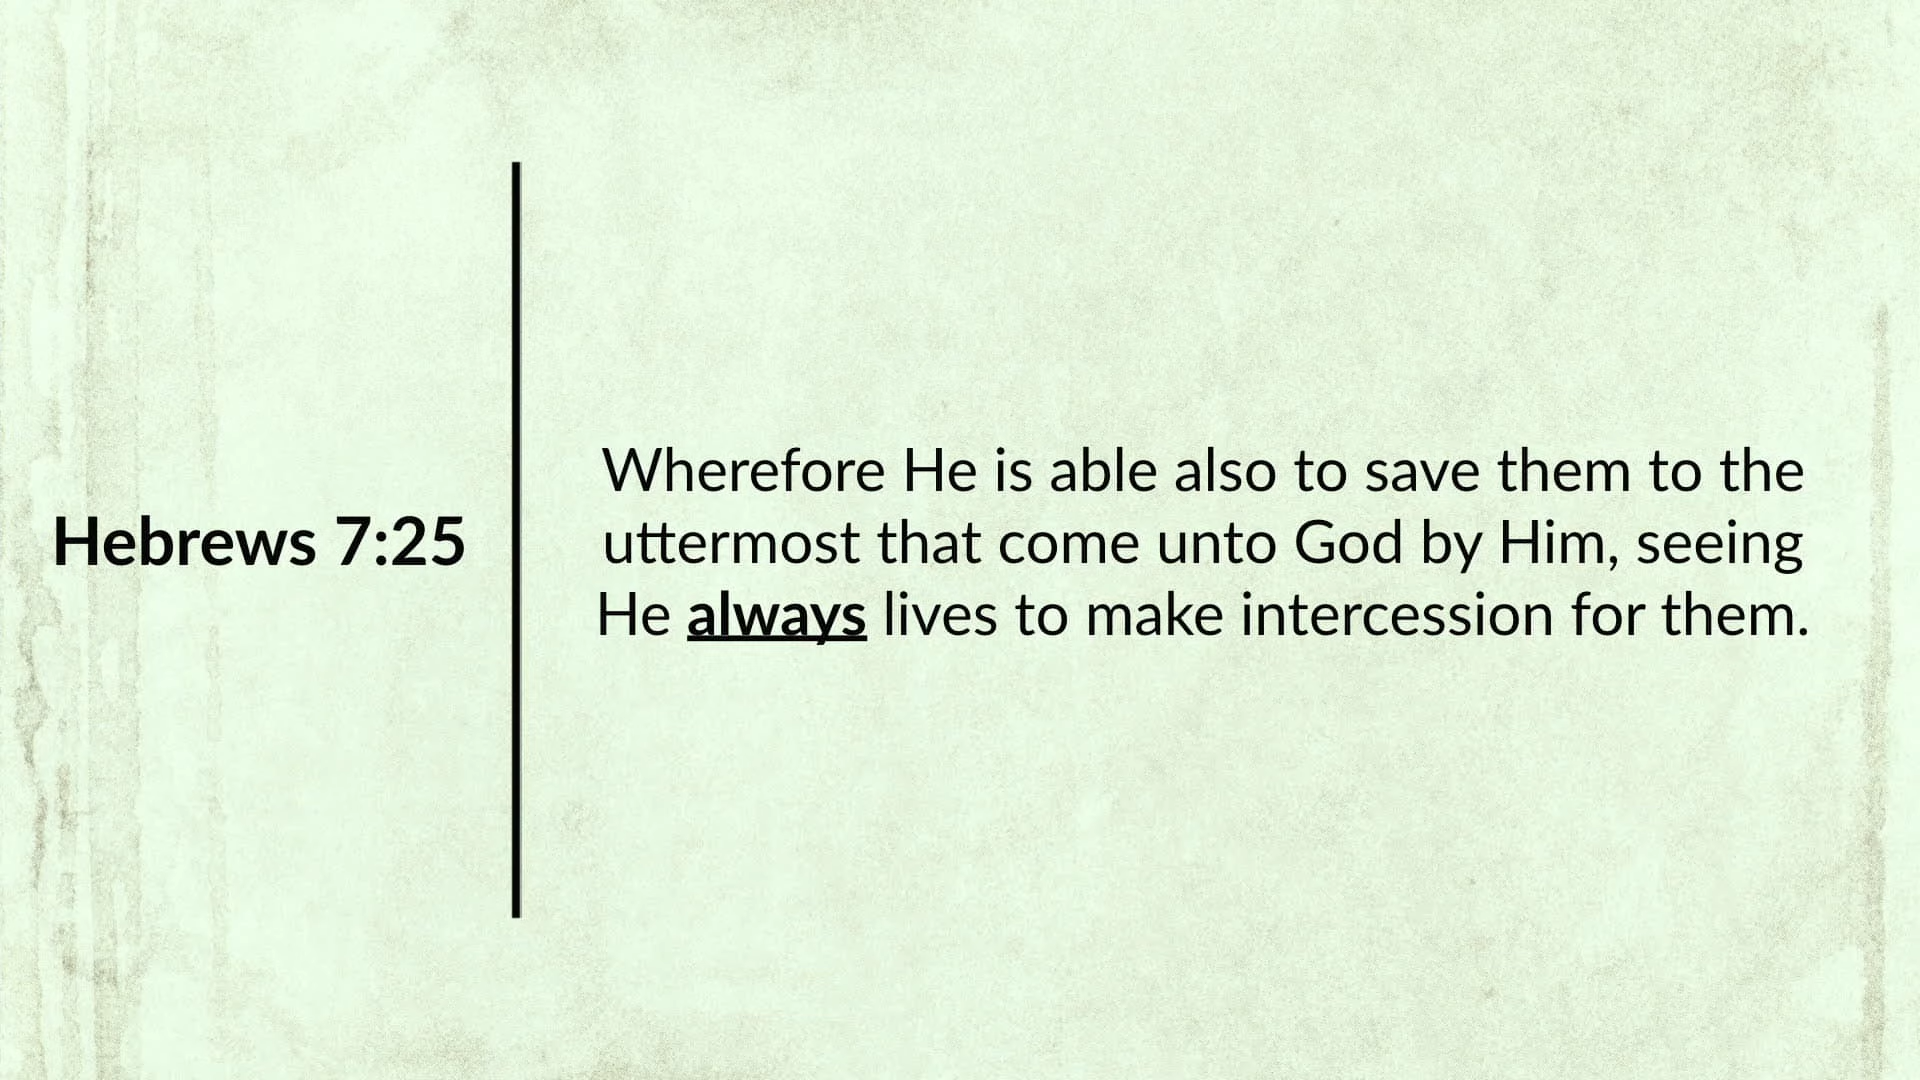 Hebrews 7:25
Wherefore He is able also to save them to the
uttermost that come unto God by Him, seeing
He always lives to make intercession for them.